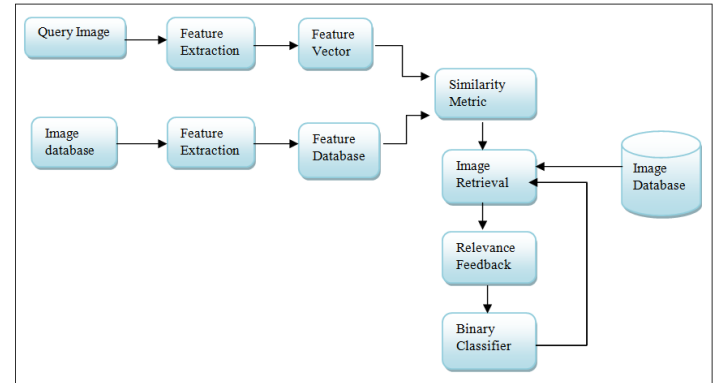 Query Image
Feature
Extraction
Feature
Vector
Similarity
Metric
Image
database
Feature
Extraction
Feature
Database
Image
Retrieval
Image
Database
Relevance
Feedback
Binary
Classifier